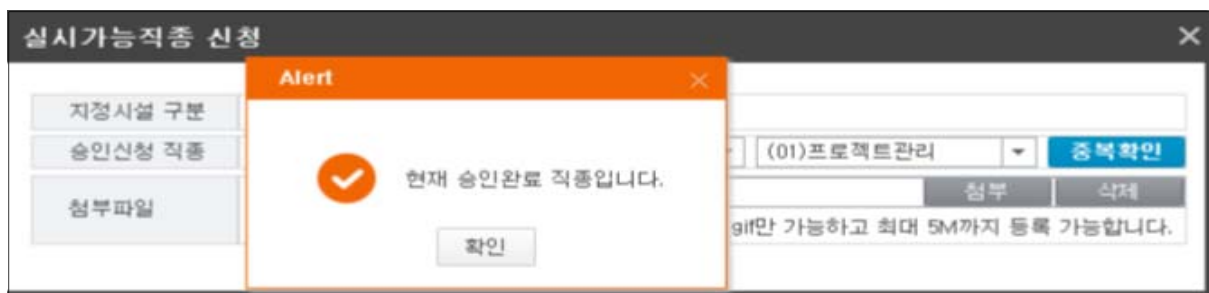 실시가능직종 신청
Alert
지정시설 구분
승인신청 직종
(01)프로젝트관리
중복확인
현재 승인완료 직종입니다.
첨부파일
첨부
삭제
gif만 가능하고 최대 5M까지 등록 가능합니다.
확인